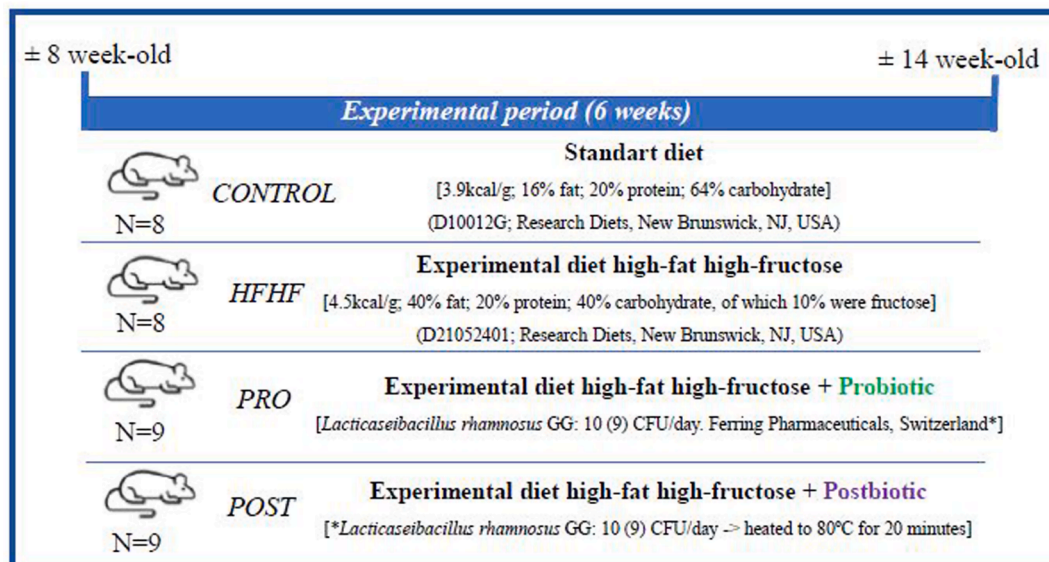 ± 8 week-old
± 14 week-old
Experimental period (6 weeks)
Standart diet
CONTROL
[3.9kcal/g; 16% fat; 20% protein; 64% carbohydrate]
N=8
(D10012G; Research Diets, New Brunswick, NJ, USA)
Experimental diet high-fat high-fructose
HFHF
[4.5kcal/g; 40% fat; 20% protein; 40% carbohydrate, of which 10% were fructose]
N=8
(D21052401; Research Diets, New Brunswick, NJ, USA)
Experimental diet high-fat high-fructose + Probiotic
PRO
[Lacticaseibacillus rhamnosus GG: 10 (9) CFU/day. Ferring Pharmaceuticals, Switzerland*]
N=9
Experimental diet high-fat high-fructose + Postbiotic
POST
[*Lacticaseibacillus rhamnosus GG: 10 (9) CFU/day -> heated to 80ºC for 20 minutes]
N=9